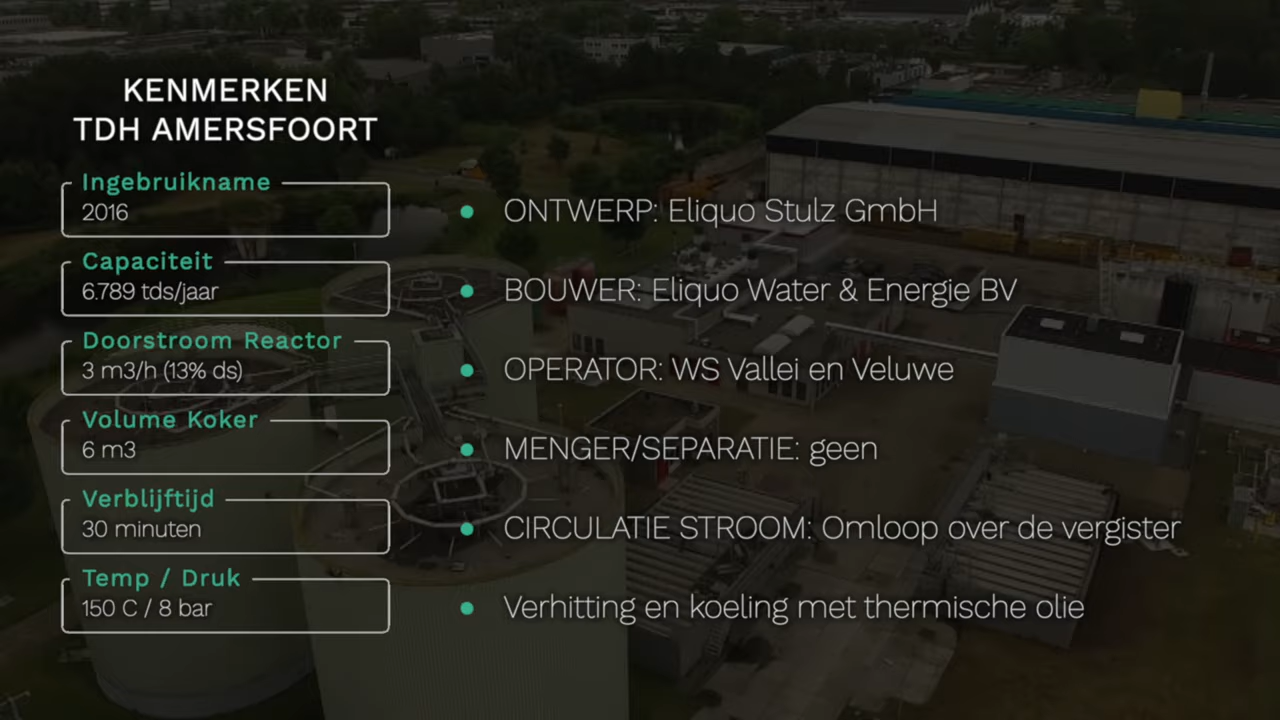 KENMERKEN
TDH AMERSFOORT
Ingebruikname
2016
Capaciteit
6.789 tds/jaar
Doorstroom Reactor
3 m3/h (13% ds)
Volume Koker
6 m3
Verblijftijd
30 minuten
Temp / Druk
150 C / 8 bar
ONTWERP: Eliquo Stulz GmbH
BOUWER: Eliquo Water & Energie BV
OPERATOR: WS Vallei en Veluwe
MENGER/SEPARATIE: geen
CIRCULATIE STROOM: Omloop over de vergister
Verhitting en koeling met thermische olie